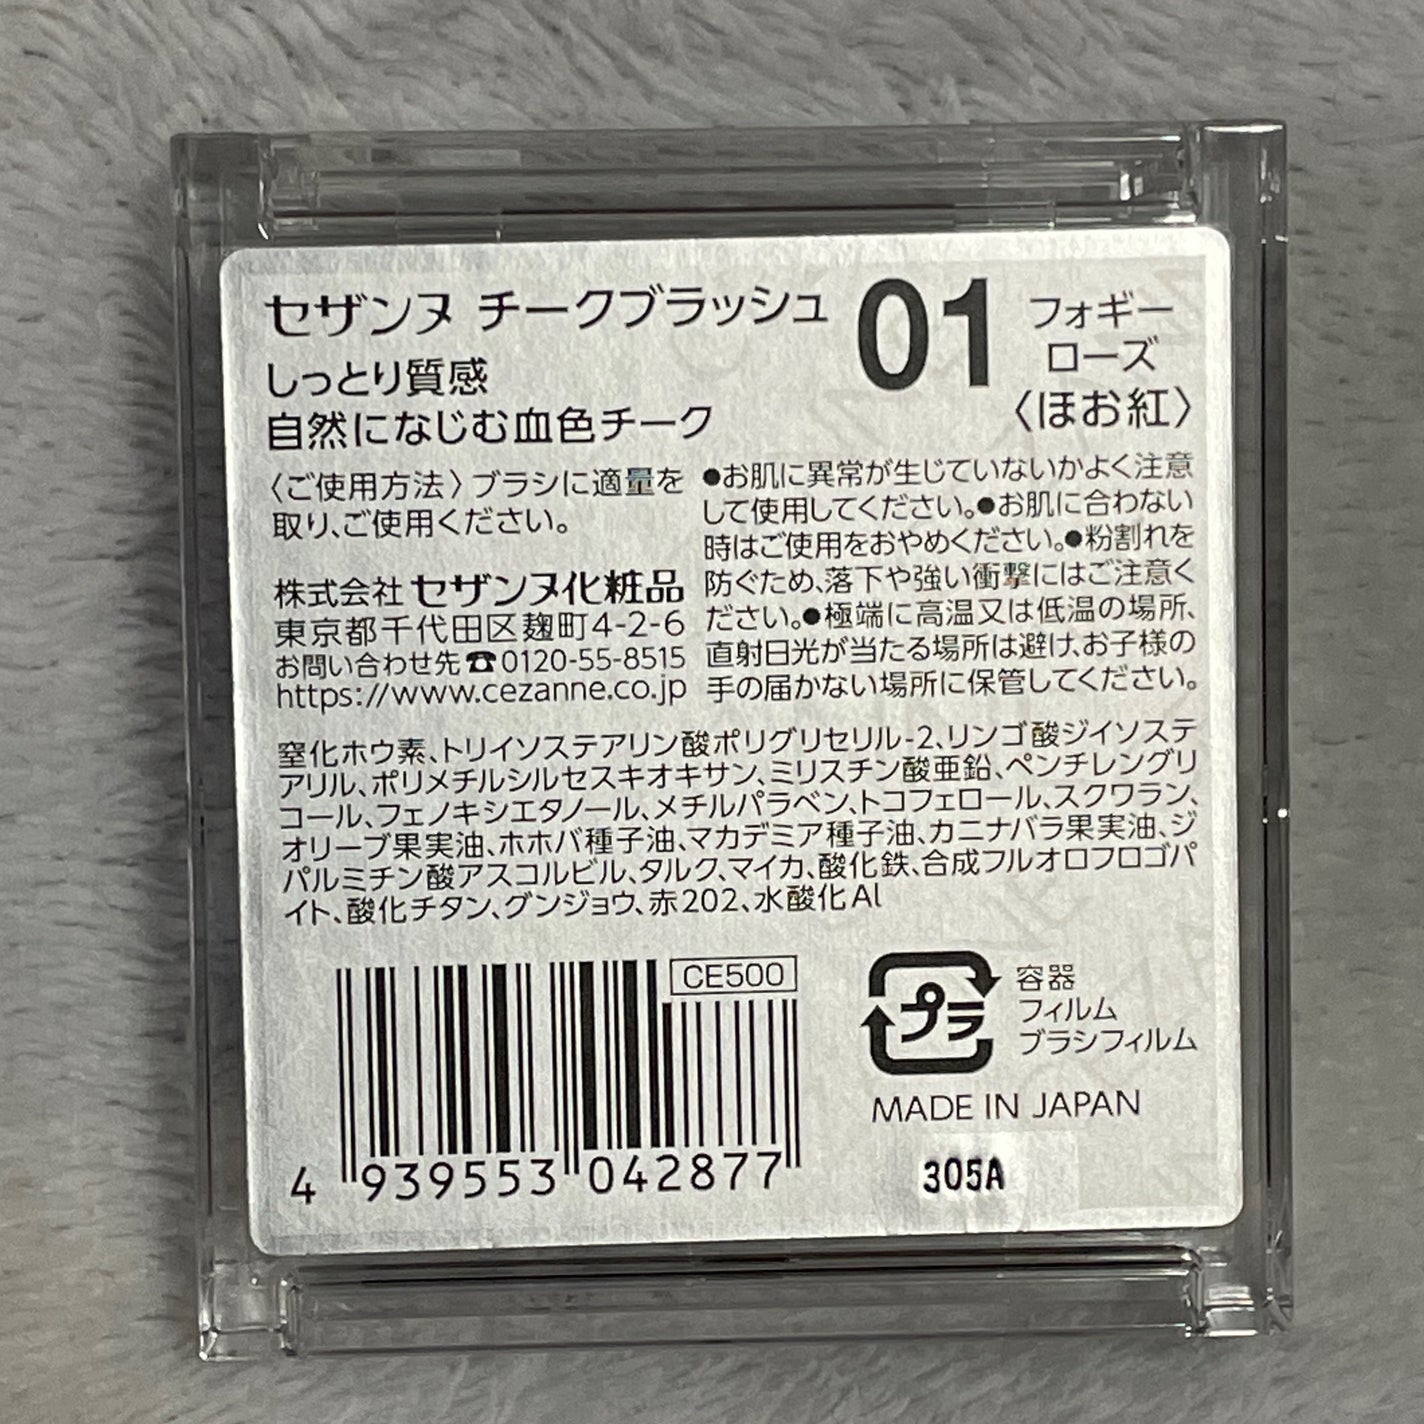 セザンヌ チークブラッシュ
01
フォギー
ローズ
〈ほお紅〉
しっとり質感
自然になじむ血色チーク
〈ご使用方法〉ブラシに適量を
取り、ご使用ください。
株式会社 セザンヌ化粧品
東京都千代田区麹町4-2-6
お問い合わせ先☎0120-55-8515
https://www.cezanne.co.jp
●お肌に異常が生じていないかよく注意
して使用してください。●お肌に合わない
時はご使用をおやめください。●粉割れを
防ぐため、落下や強い衝撃にはご注意く
ださい。●極端に高温又は低温の場所、
直射日光が当たる場所は避け、お子様の
手の届かない場所に保管してください。
窒化ホウ素、トリイソステアリン酸ポリグリセリル-2、リンゴ酸ジイソステ
アリル、ポリメチルシルセスキオキサン、ミリスチン酸亜鉛、ペンチレングリ
コール、フェノキシエタノール、メチルパラベン、トコフェロール、スクワラン、
オリーブ果実油、ホホバ種子油、マカデミア種子油、カニナバラ果実油、ジ
パルミチン酸アスコルビル、タルク、マイカ、酸化鉄、合成フルオロフロゴパ
イト、酸化チタン、グンジョウ、赤202、水酸化Al
CE500
4 939553 042877
プラ
容器
フィルム
ブラシフィルム
MADE IN JAPAN
305A